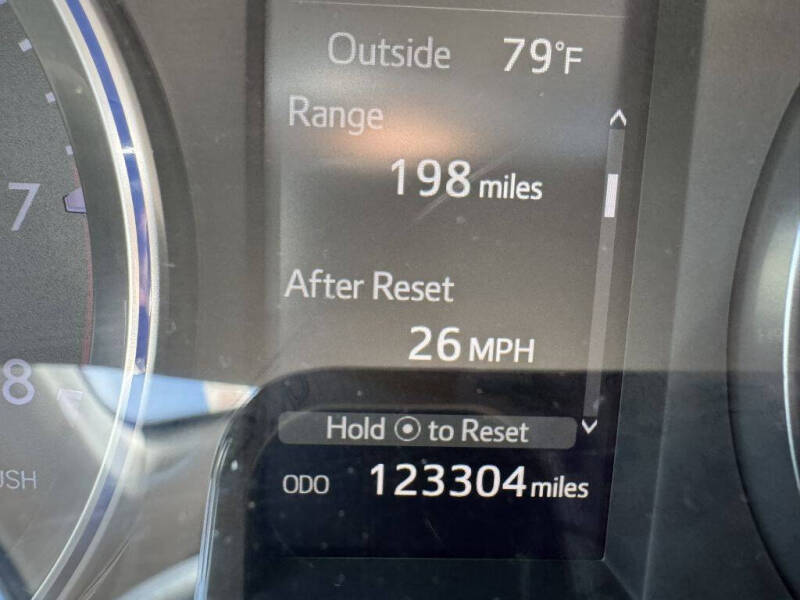 Outside 79°F
Range
198 miles
After Reset
26 MPH
Hold ⦿ to Reset
ODO 123304 miles
7
8